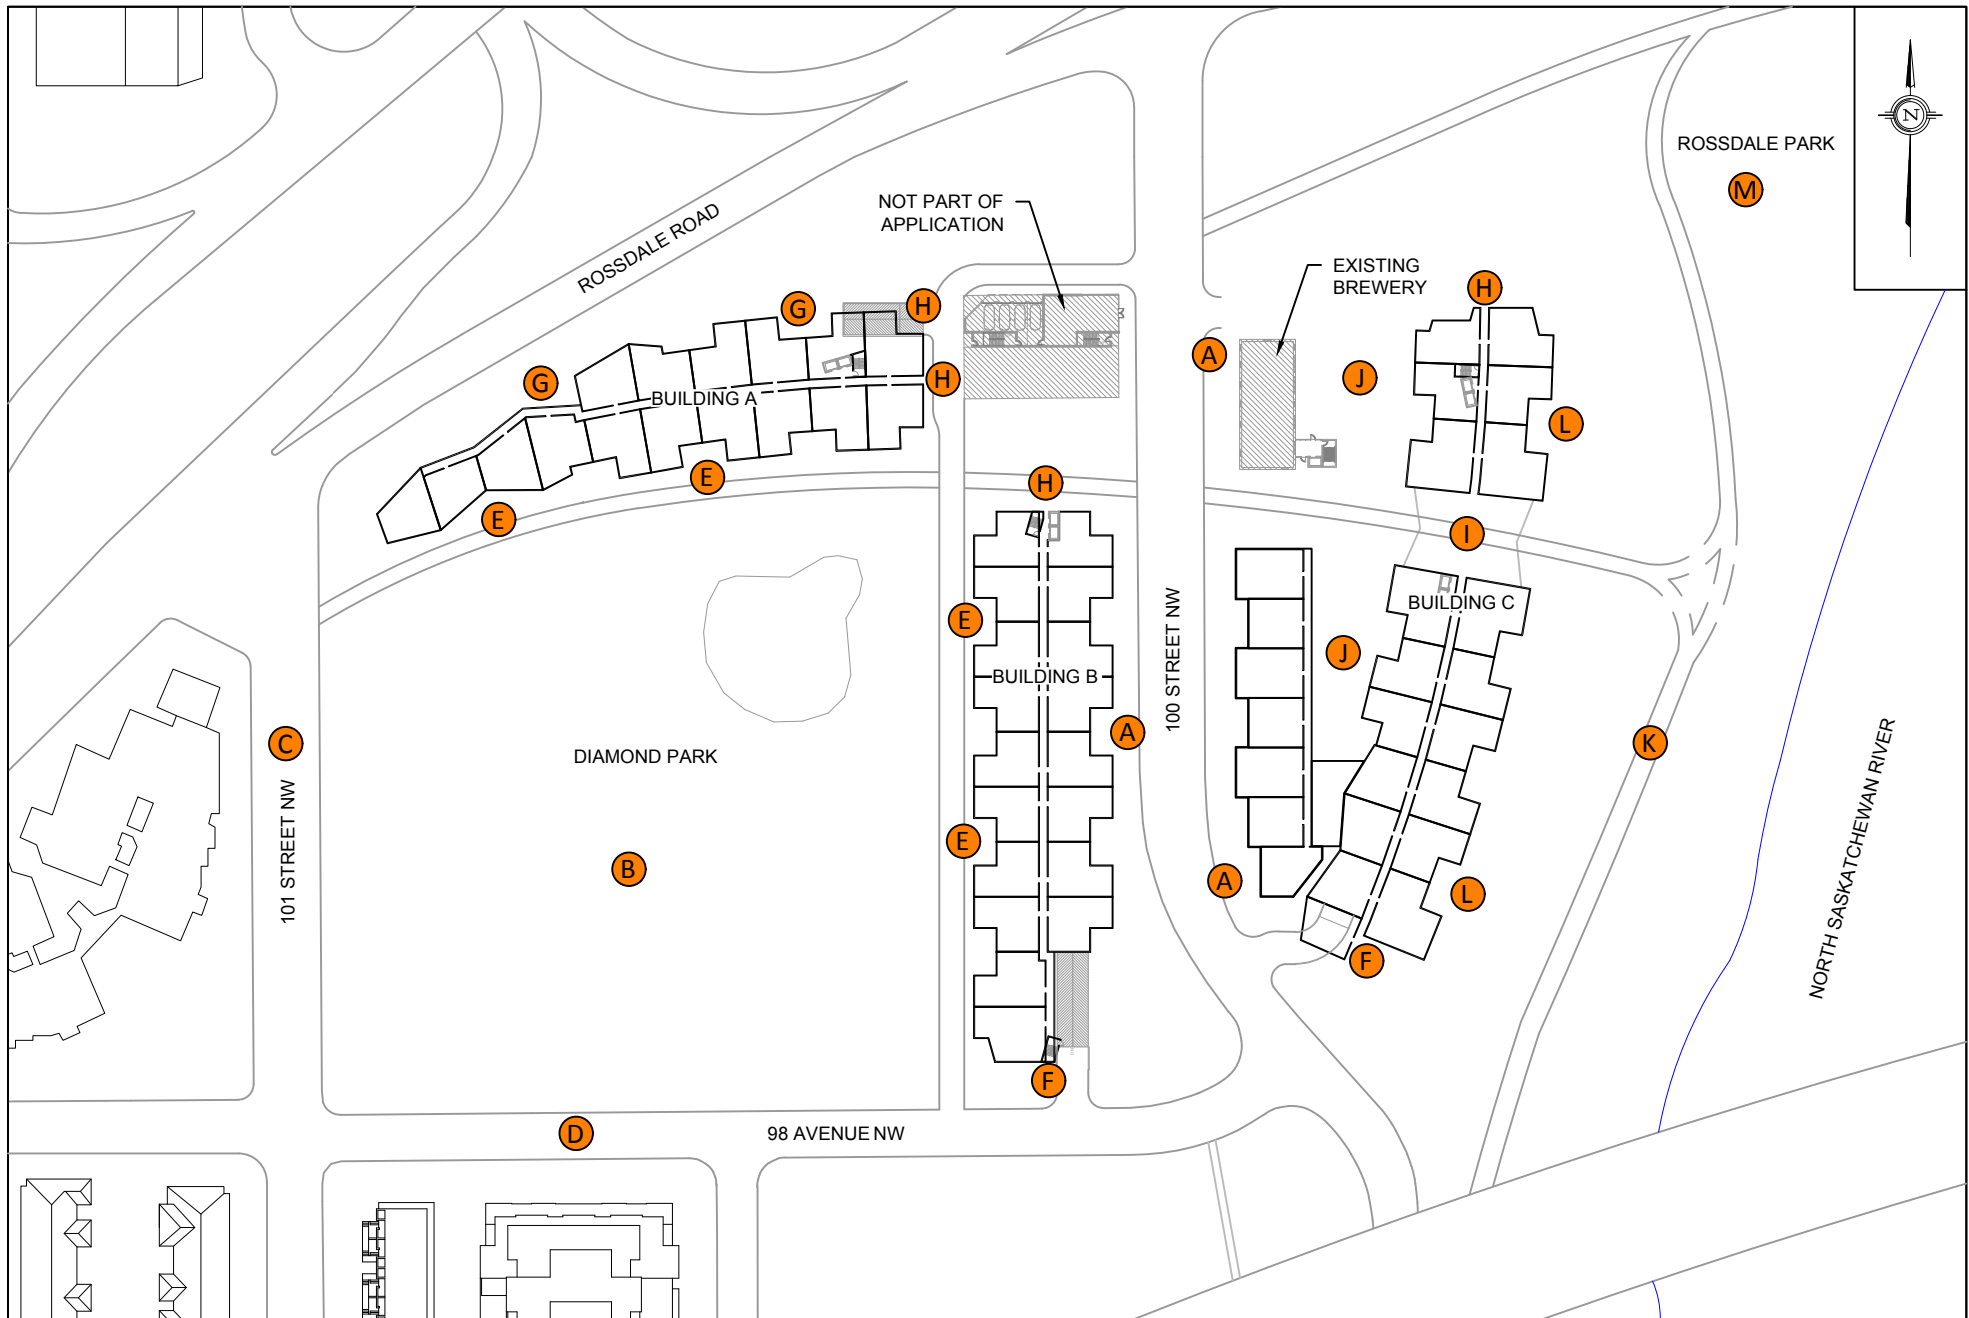 N
ROSSDALE PARK
M
NOT PART OF
APPLICATION
ROSSDALE ROAD
EXISTING
BREWERY
H
G
H
A
H
J
G
BUILDING A
L
E
H
E
I
BUILDING C
E
100 STREET NW
J
BUILDING B
C
A
K
DIAMOND PARK
NORTH SASKATCHEWAN RIVER
E
101 STREET NW
B
A
L
F
F
D
98 AVENUE NW